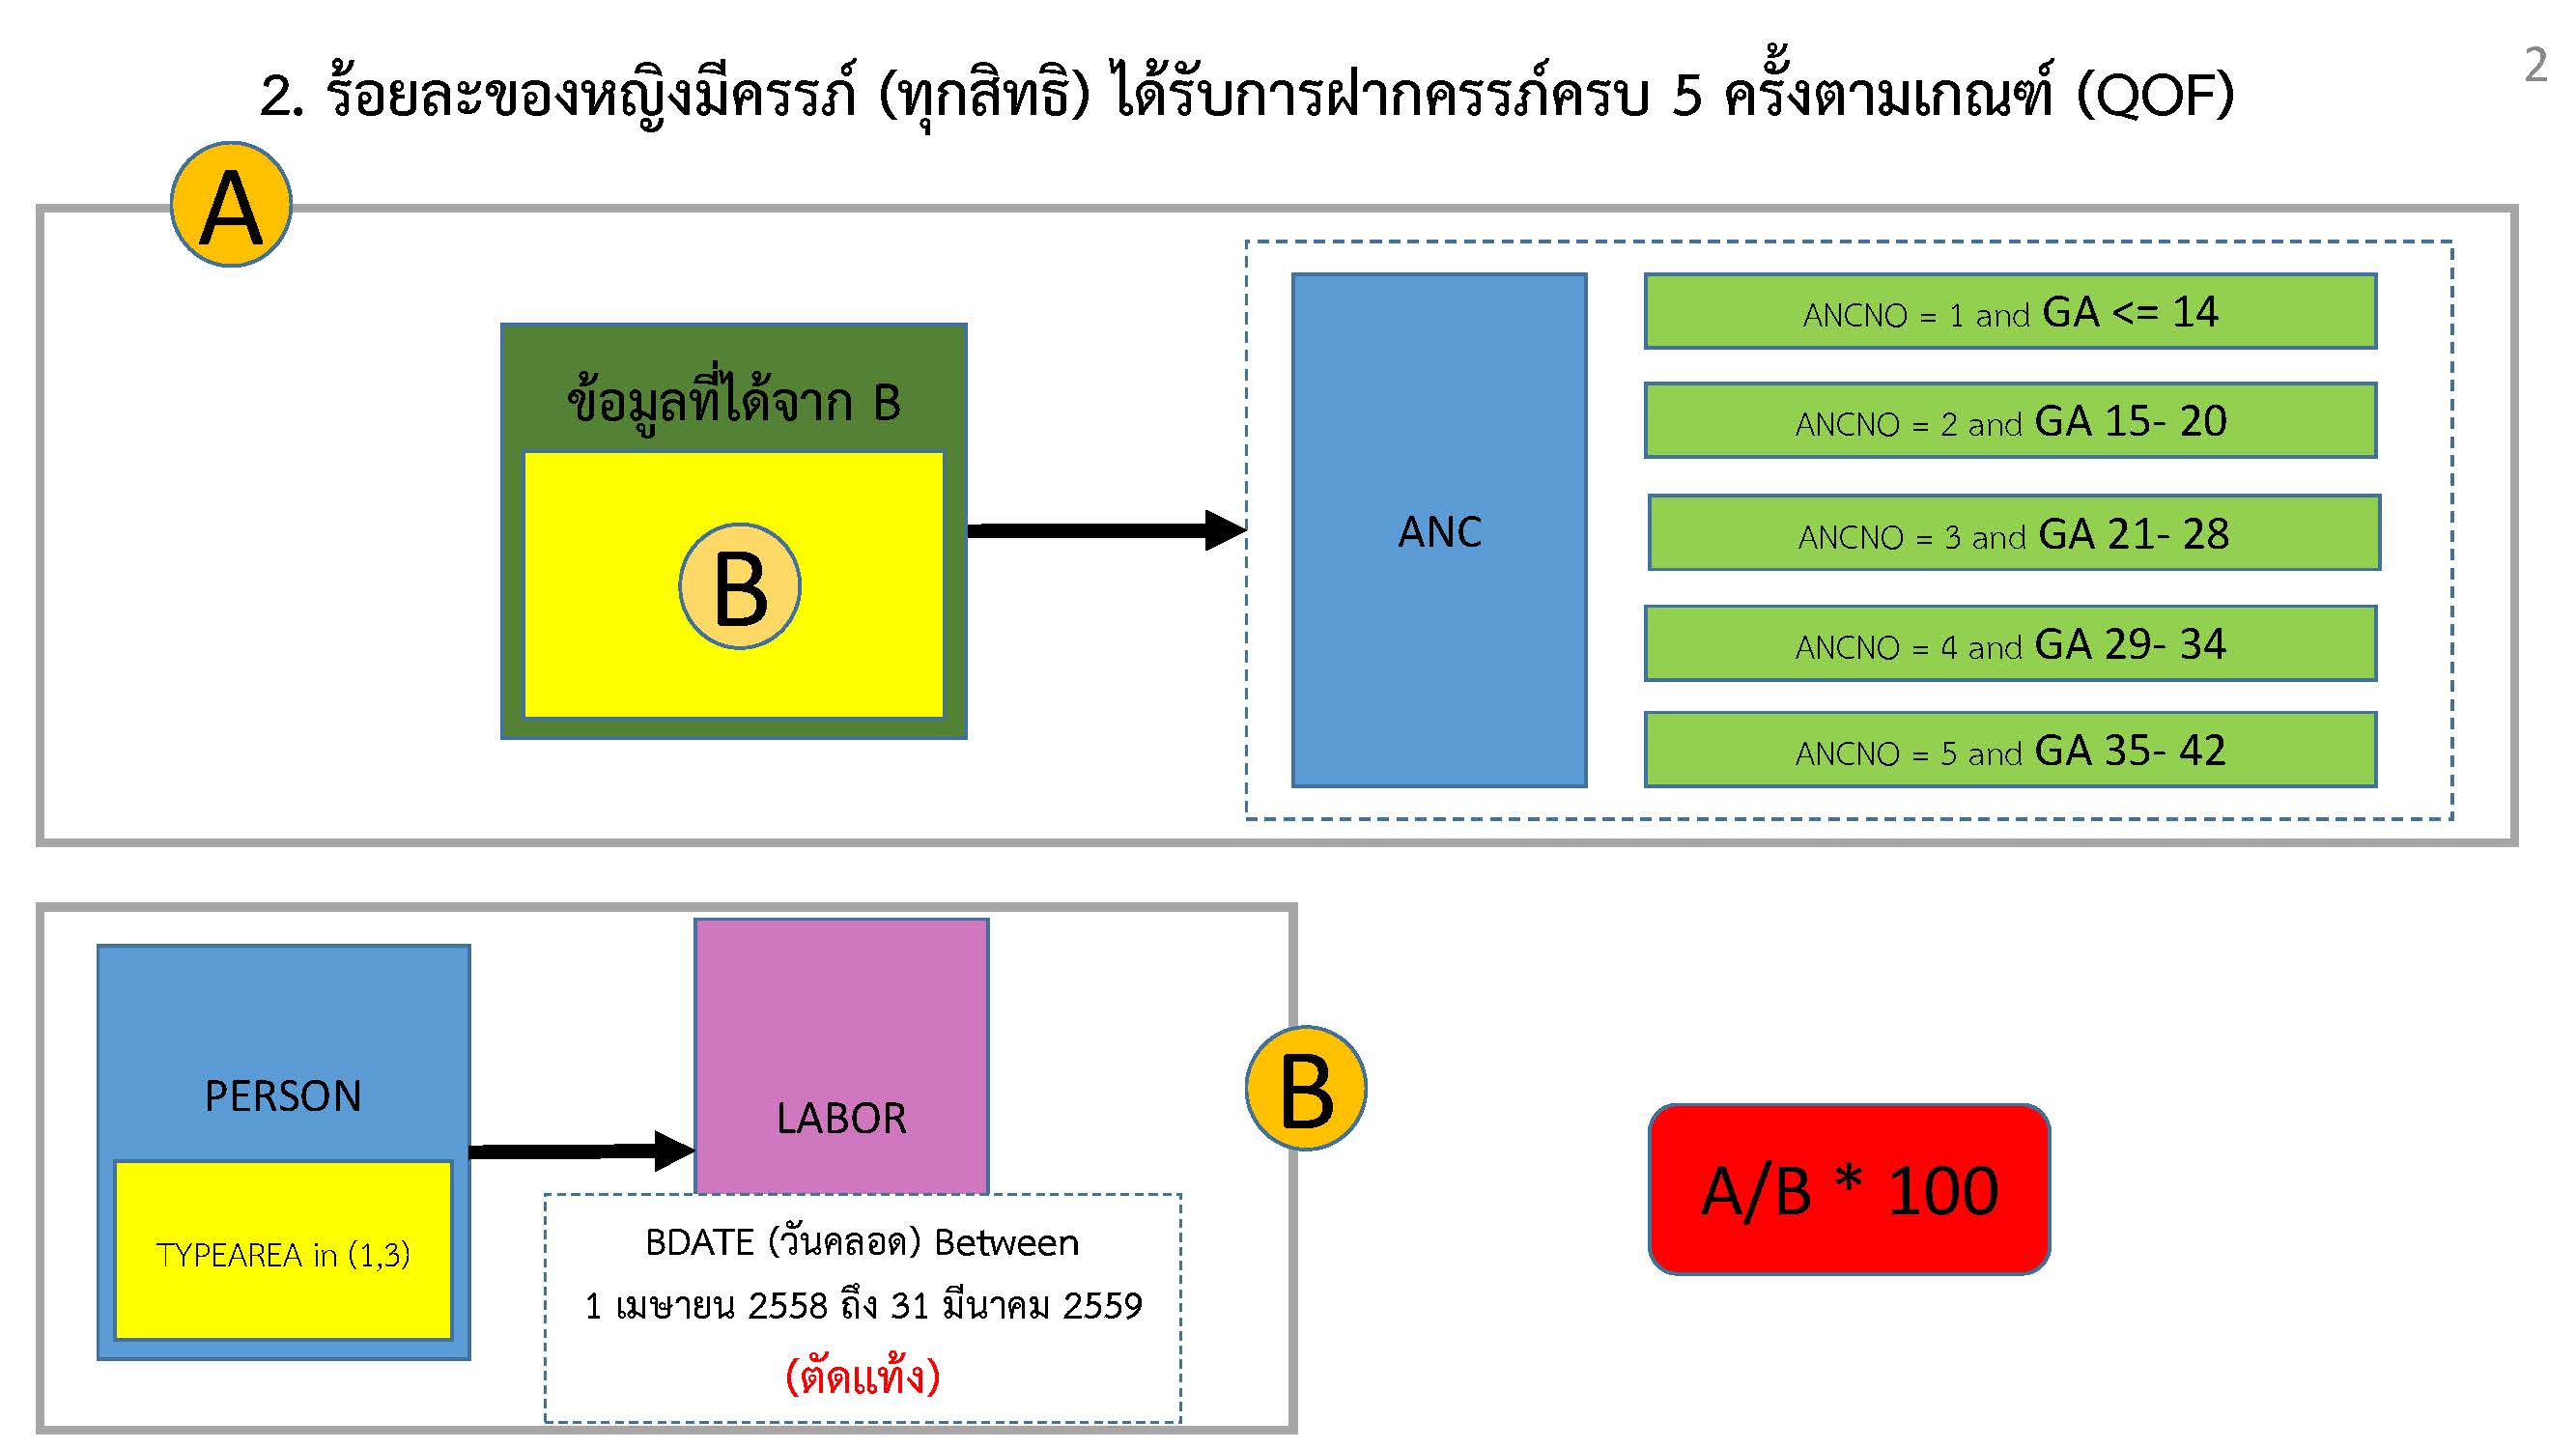 2. ร้อยละของหญิงมีครรภ์ (ทุกสิทธิ) ได้รับการฝากครรภ์ครบ 5 ครั้งตามเกณฑ์ (QOF)
2
A
ข้อมูลที่ได้จาก B
B
ANC
ANCNO = 1 and GA <= 14
ANCNO = 2 and GA 15- 20
ANCNO = 3 and GA 21- 28
ANCNO = 4 and GA 29- 34
ANCNO = 5 and GA 35- 42
PERSON
TYPEAREA in (1,3)
LABOR
BDATE (วันคลอด) Between
1 เมษายน 2558 ถึง 31 มีนาคม 2559
(ตัดแท้ง)
B
A/B * 100